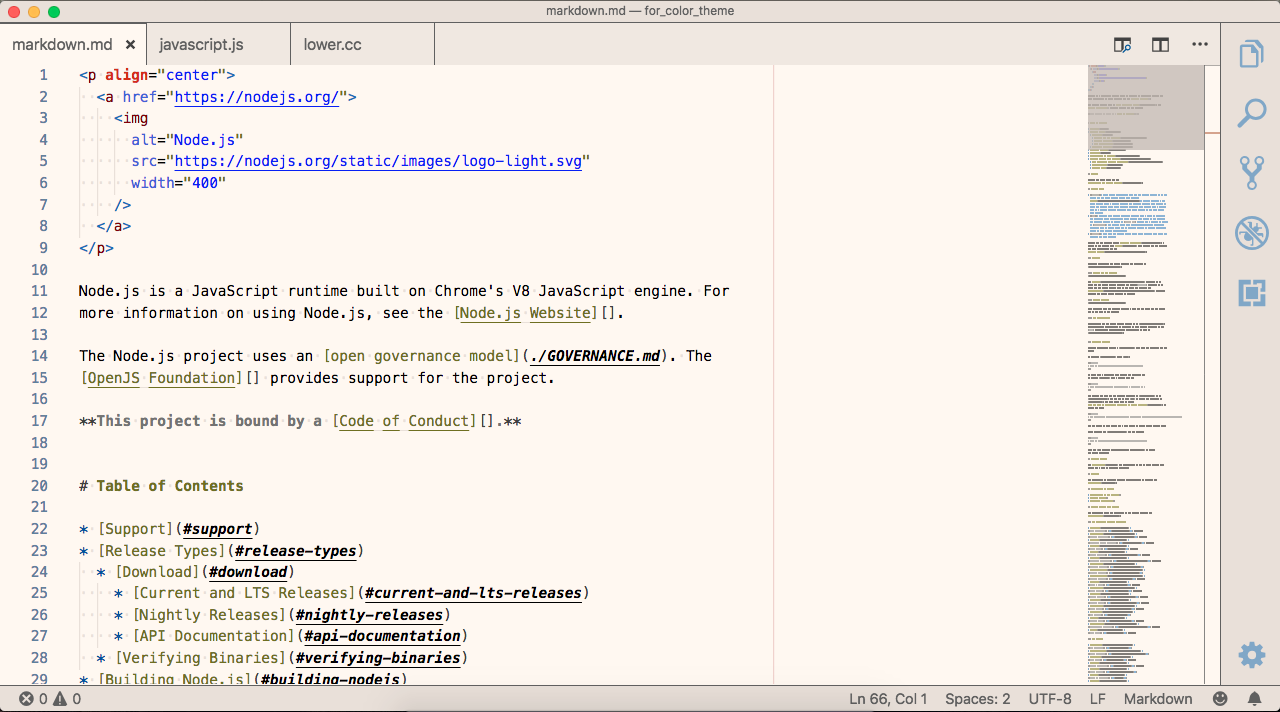 markdown.md — for_color_theme
markdown.md × javascript.js lower.cc
1 <p align="center">
2 <a href="https://nodejs.org/">
3 <img
4 alt="Node.js"
5 src="https://nodejs.org/static/images/logo-light.svg"
6 width="400"
7 />
8 </a>
9 </p>
10
11 Node.js is a JavaScript runtime built on Chrome's V8 JavaScript engine. For
12 more information on using Node.js, see the [Node.js Website][].
13
14 The Node.js project uses an [open governance model](./GOVERNANCE.md). The
15 [OpenJS Foundation][] provides support for the project.
16
17 **This project is bound by a [Code of Conduct][].**
18
19
20 # Table of Contents
21
22 * [Support](#support)
23 * [Release Types](#release-types)
24 * [Download](#download)
25 * [Current and LTS Releases](#current-and-lts-releases)
26 * [Nightly Releases](#nightly-releases)
27 * [API Documentation](#api-documentation)
28 * [Verifying Binaries](#verifying-binaries)
29 * [Building Node.js](#building-nodejs)
0 0 Ln 66, Col 1 Spaces: 2 UTF-8 LF Markdown